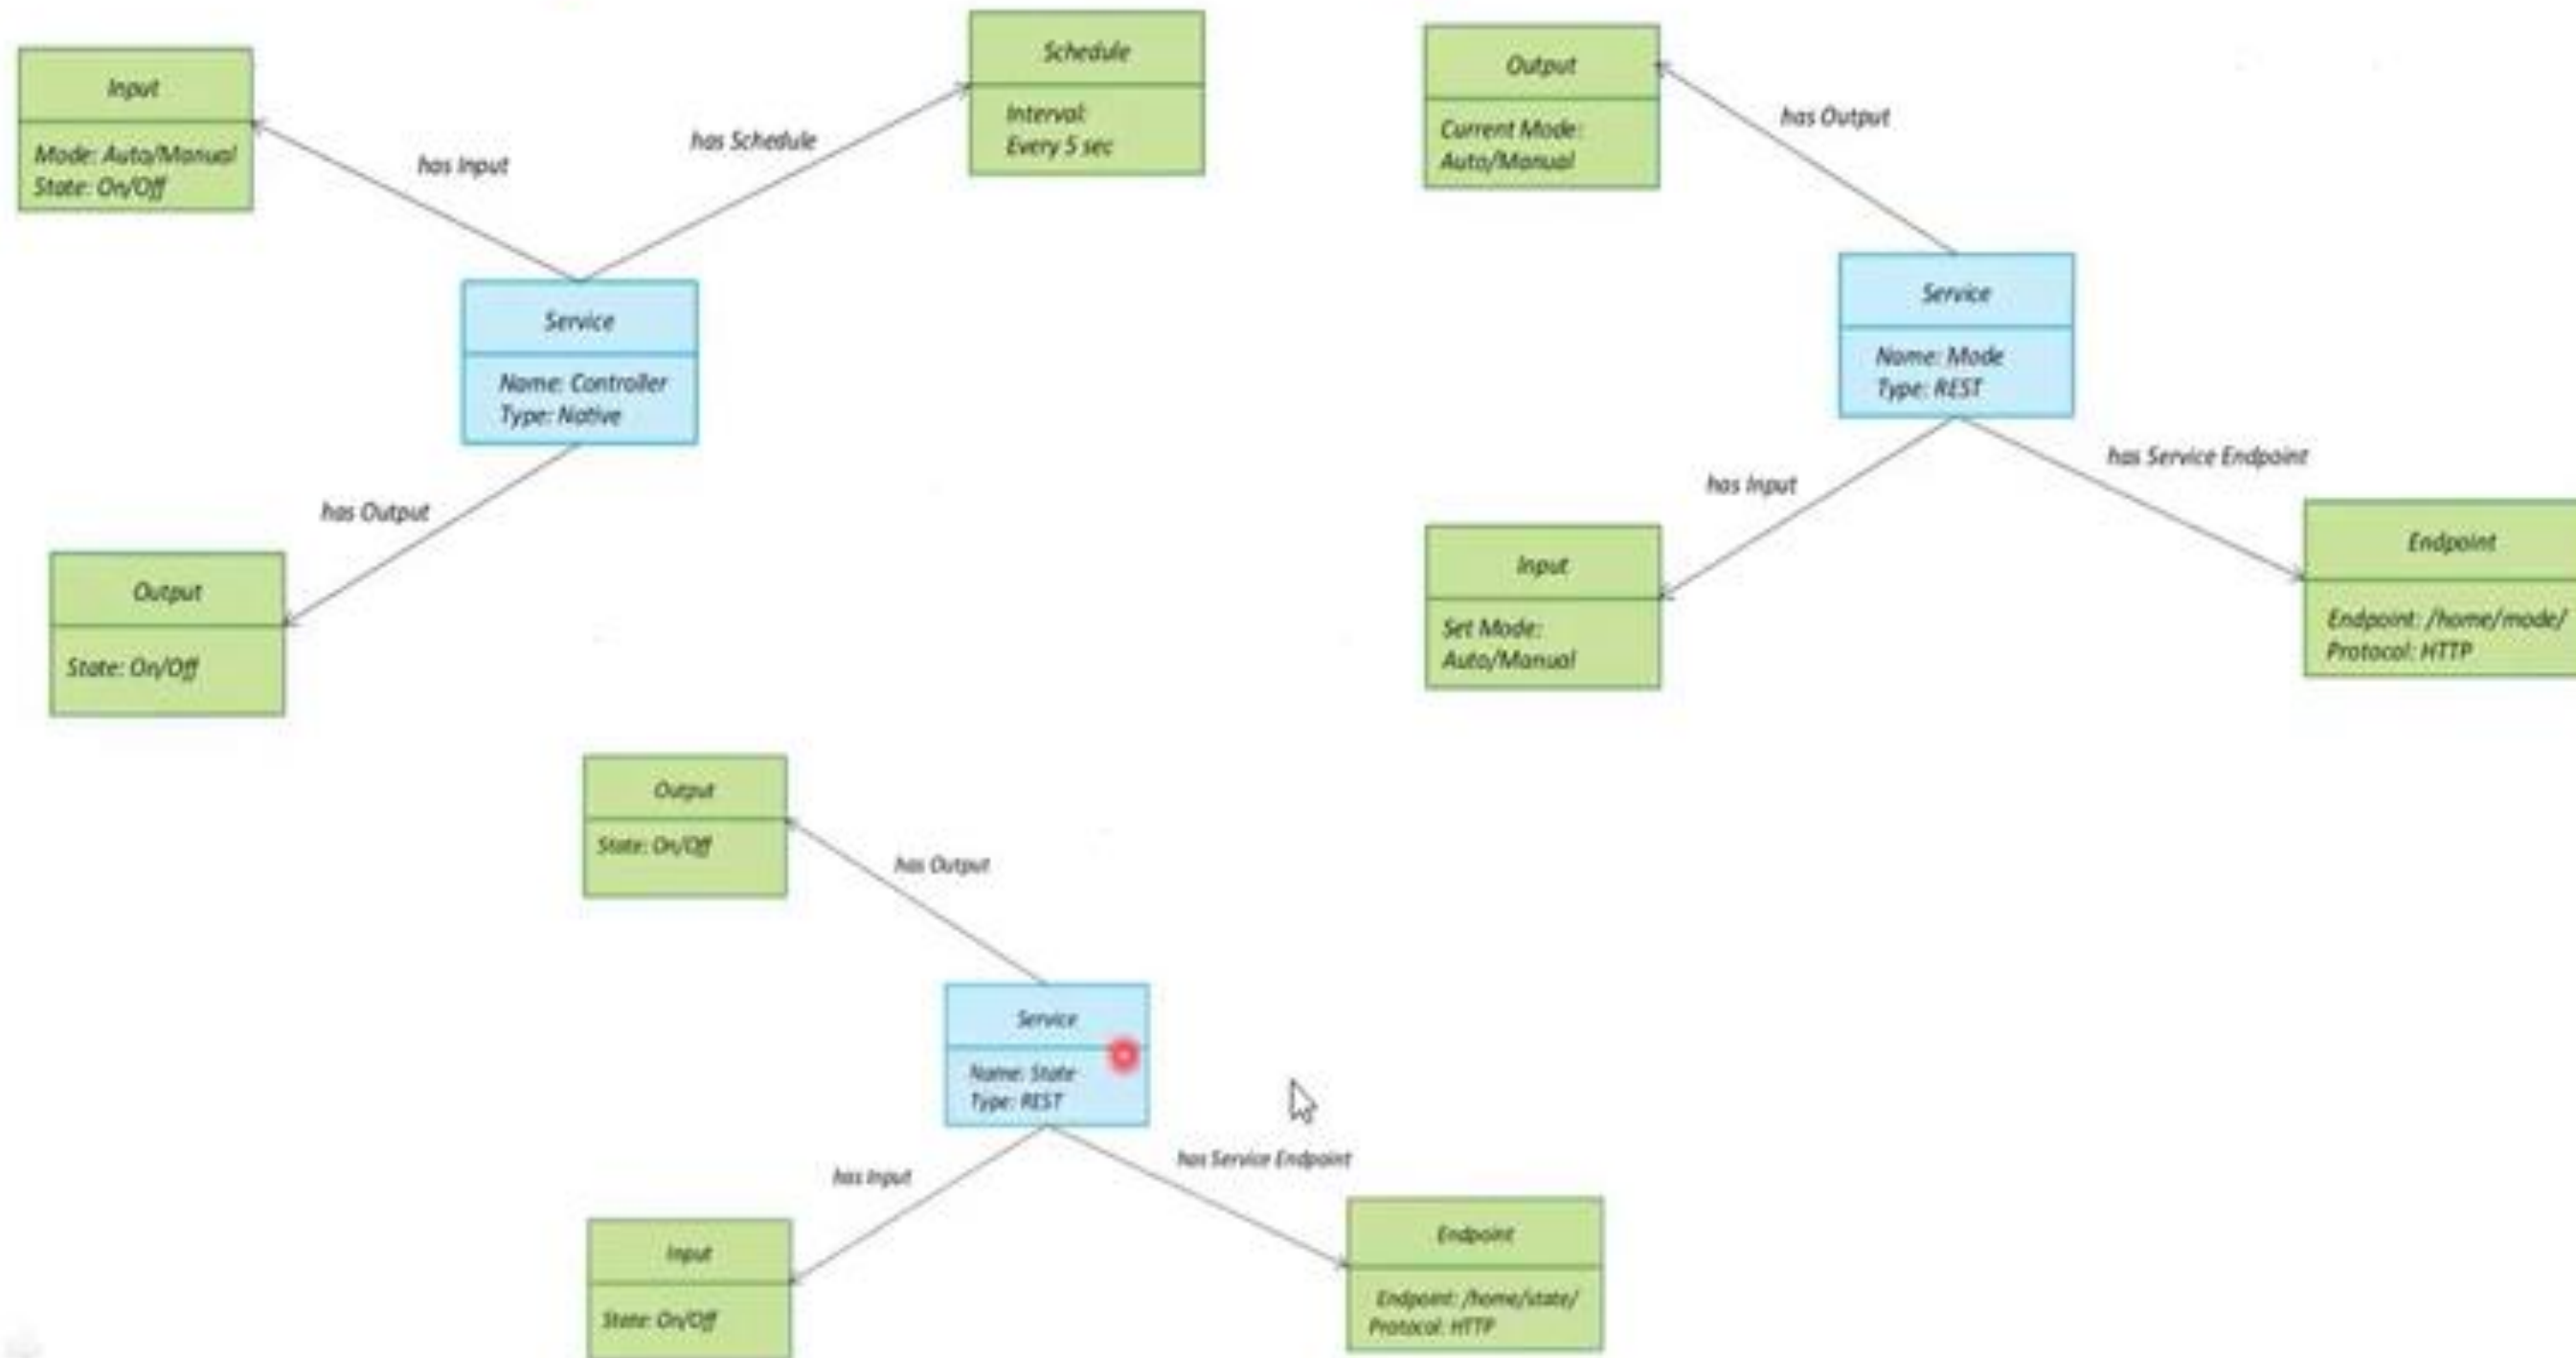 Input
Mode: Auto/Manual
State: On/Off
has Input
has Schedule
Schedule
Interval:
Every 5 sec
Service
Name: Controller
Type: Native
has Output
Output
State: On/Off
Output
Current Mode:
Auto/Manual
has Output
Service
Name: Mode
Type: REST
has Input
has Service Endpoint
Input
Set Mode:
Auto/Manual
Endpoint
Endpoint: /home/mode/
Protocol: HTTP
Output
State: On/Off
has Output
Service
Name: State
Type: REST
has Input
has Service Endpoint
Input
State: On/Off
Endpoint
Endpoint: /home/state/
Protocol: HTTP